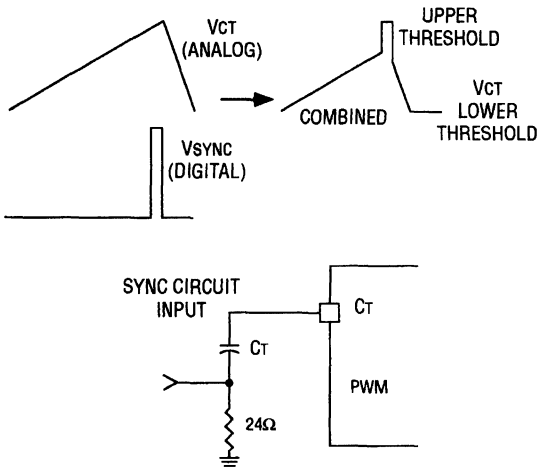 VCT
(ANALOG)
UPPER
THRESHOLD
COMBINED
VCT
LOWER
THRESHOLD
VSYNC
(DIGITAL)
SYNC CIRCUIT
INPUT
CT
CT
PWM
24Ω